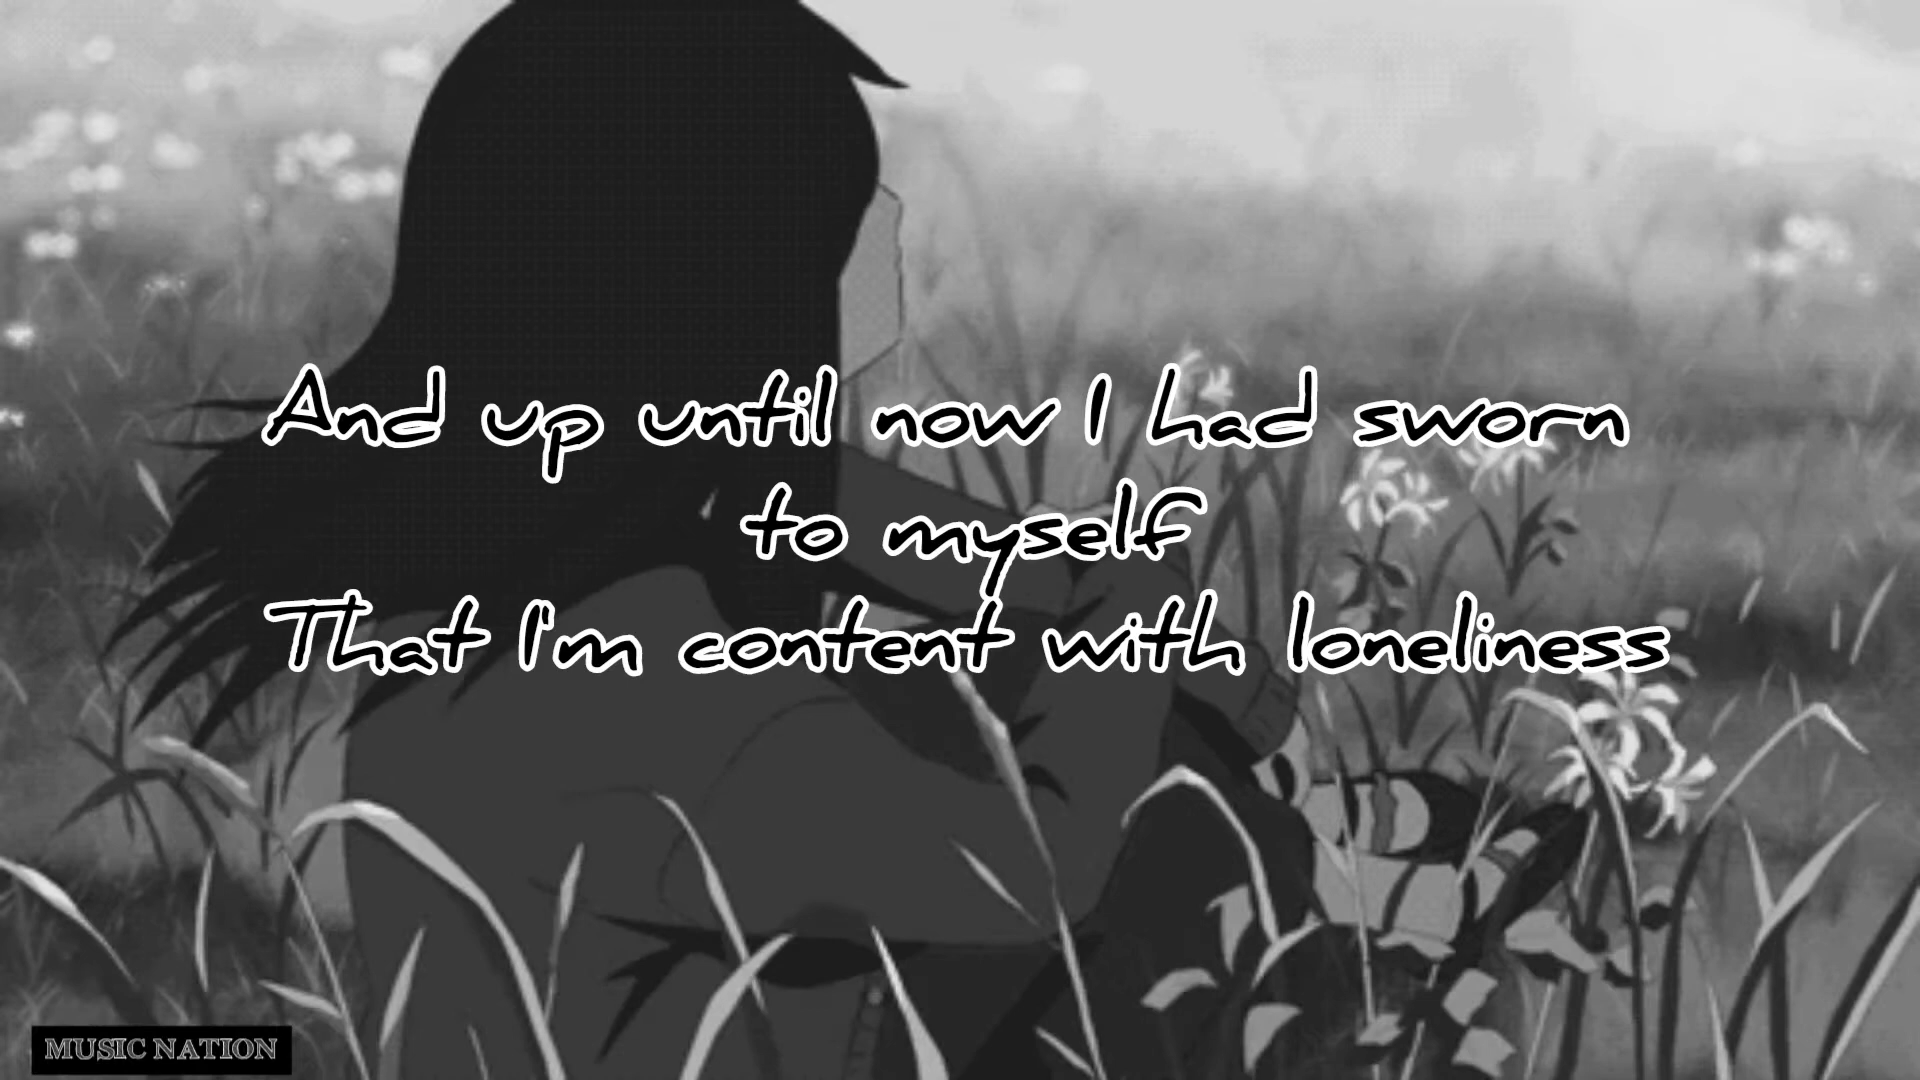 And up until now I had sworn
to myself
That I'm content with loneliness
MUSIC NATION